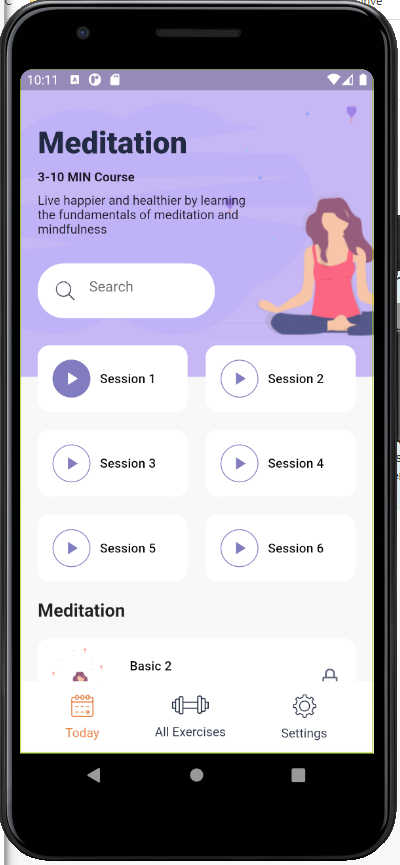 10:11
Meditation
3-10 MIN Course
Live happier and healthier by learning
the fundamentals of meditation and
mindfulness
Search
Session 1
Session 2
Session 3
Session 4
Session 5
Session 6
Meditation
Basic 2
Today
All Exercises
Settings